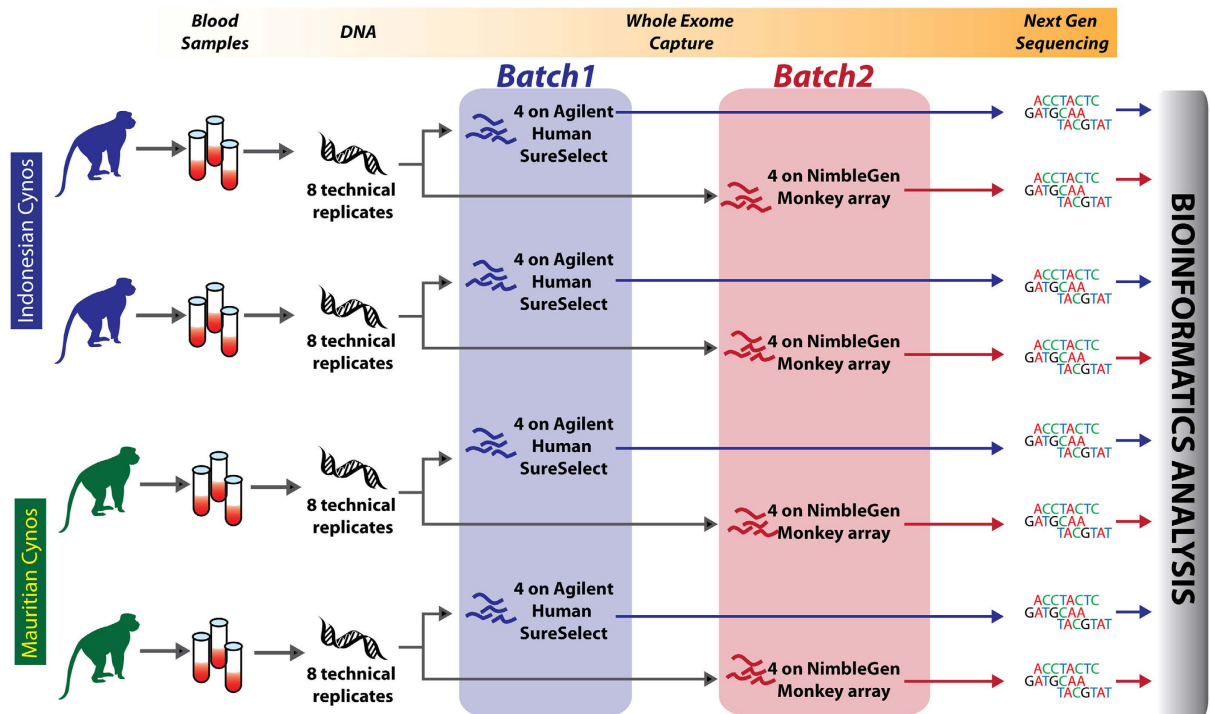 Blood
Samples
DNA
Whole Exome
Capture
Next Gen
Sequencing
Batch1
Batch2
Indonesian Cynos
8 technical
replicates
4 on Agilent
Human
SureSelect
ACCTACTC
GATGCAA
TACGTAT
4 on NimbleGen
Monkey array
ACCTACTC
GATGCAA
TACGTAT
8 technical
replicates
4 on Agilent
Human
SureSelect
ACCTACTC
GATGCAA
TACGTAT
4 on NimbleGen
Monkey array
ACCTACTC
GATGCAA
TACGTAT
Mauritian Cynos
8 technical
replicates
4 on Agilent
Human
SureSelect
ACCTACTC
GATGCAA
TACGTAT
4 on NimbleGen
Monkey array
ACCTACTC
GATGCAA
TACGTAT
8 technical
replicates
4 on Agilent
Human
SureSelect
ACCTACTC
GATGCAA
TACGTAT
4 on NimbleGen
Monkey array
ACCTACTC
GATGCAA
TACGTAT
BIOINFORMATICS ANALYSIS